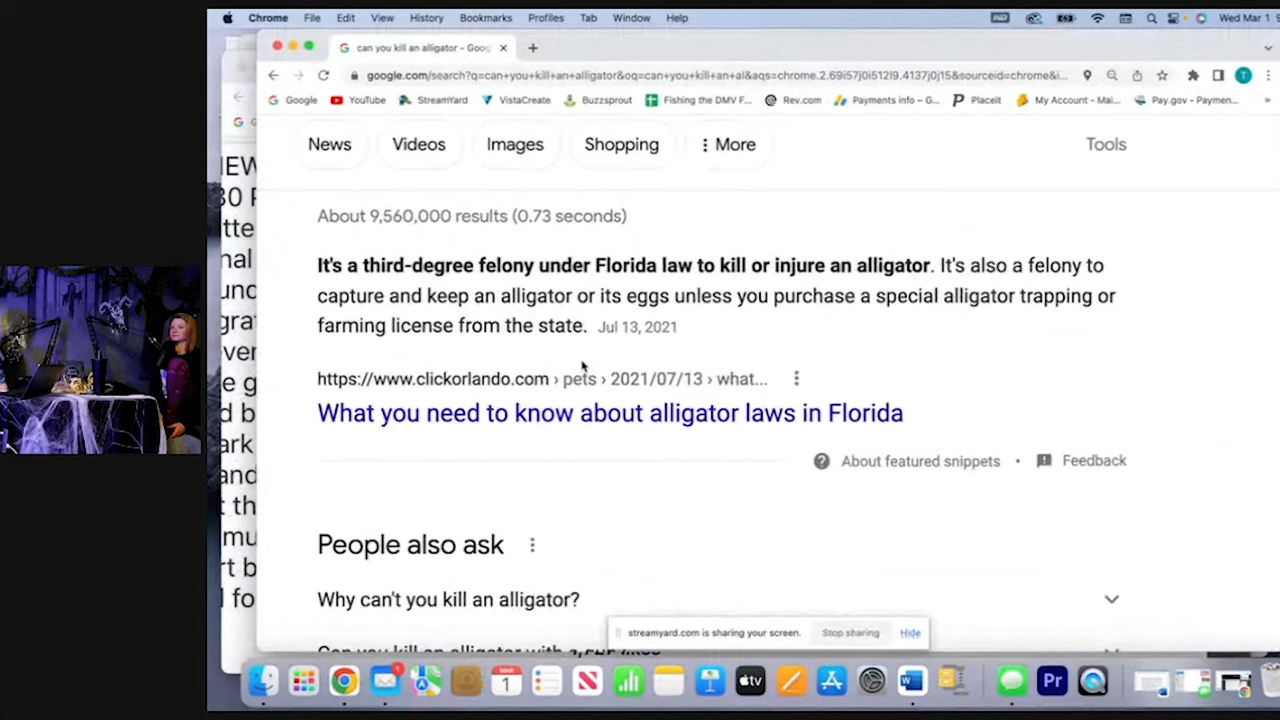 Chrome File Edit View History Bookmarks Profiles Tab Window Help Wed Mar 1
can you kill an alligator - Goog
google.com/search?q=can+you+kill+an+alligator&oq=can+you+kill+an+al&aqs=chrome.2.69i57j0i512l9.4137j0j15&sourceid=chrome&i...
Google YouTube StreamYard VistaCreate Buzzsprout Fishing the DMV F... Rev.com Payments info – G... Placeit My Account - Mai... Pay.gov - Paymen...
News Videos Images Shopping More Tools
About 9,560,000 results (0.73 seconds)
It's a third-degree felony under Florida law to kill or injure an alligator. It's also a felony to
capture and keep an alligator or its eggs unless you purchase a special alligator trapping or
farming license from the state. Jul 13, 2021
https://www.clickorlando.com › pets › 2021/07/13 › what...
What you need to know about alligator laws in Florida
About featured snippets • Feedback
People also ask
Why can't you kill an alligator?
streamyard.com is sharing your screen. Stop sharing Hide
MAR
1
tv
W
Pr